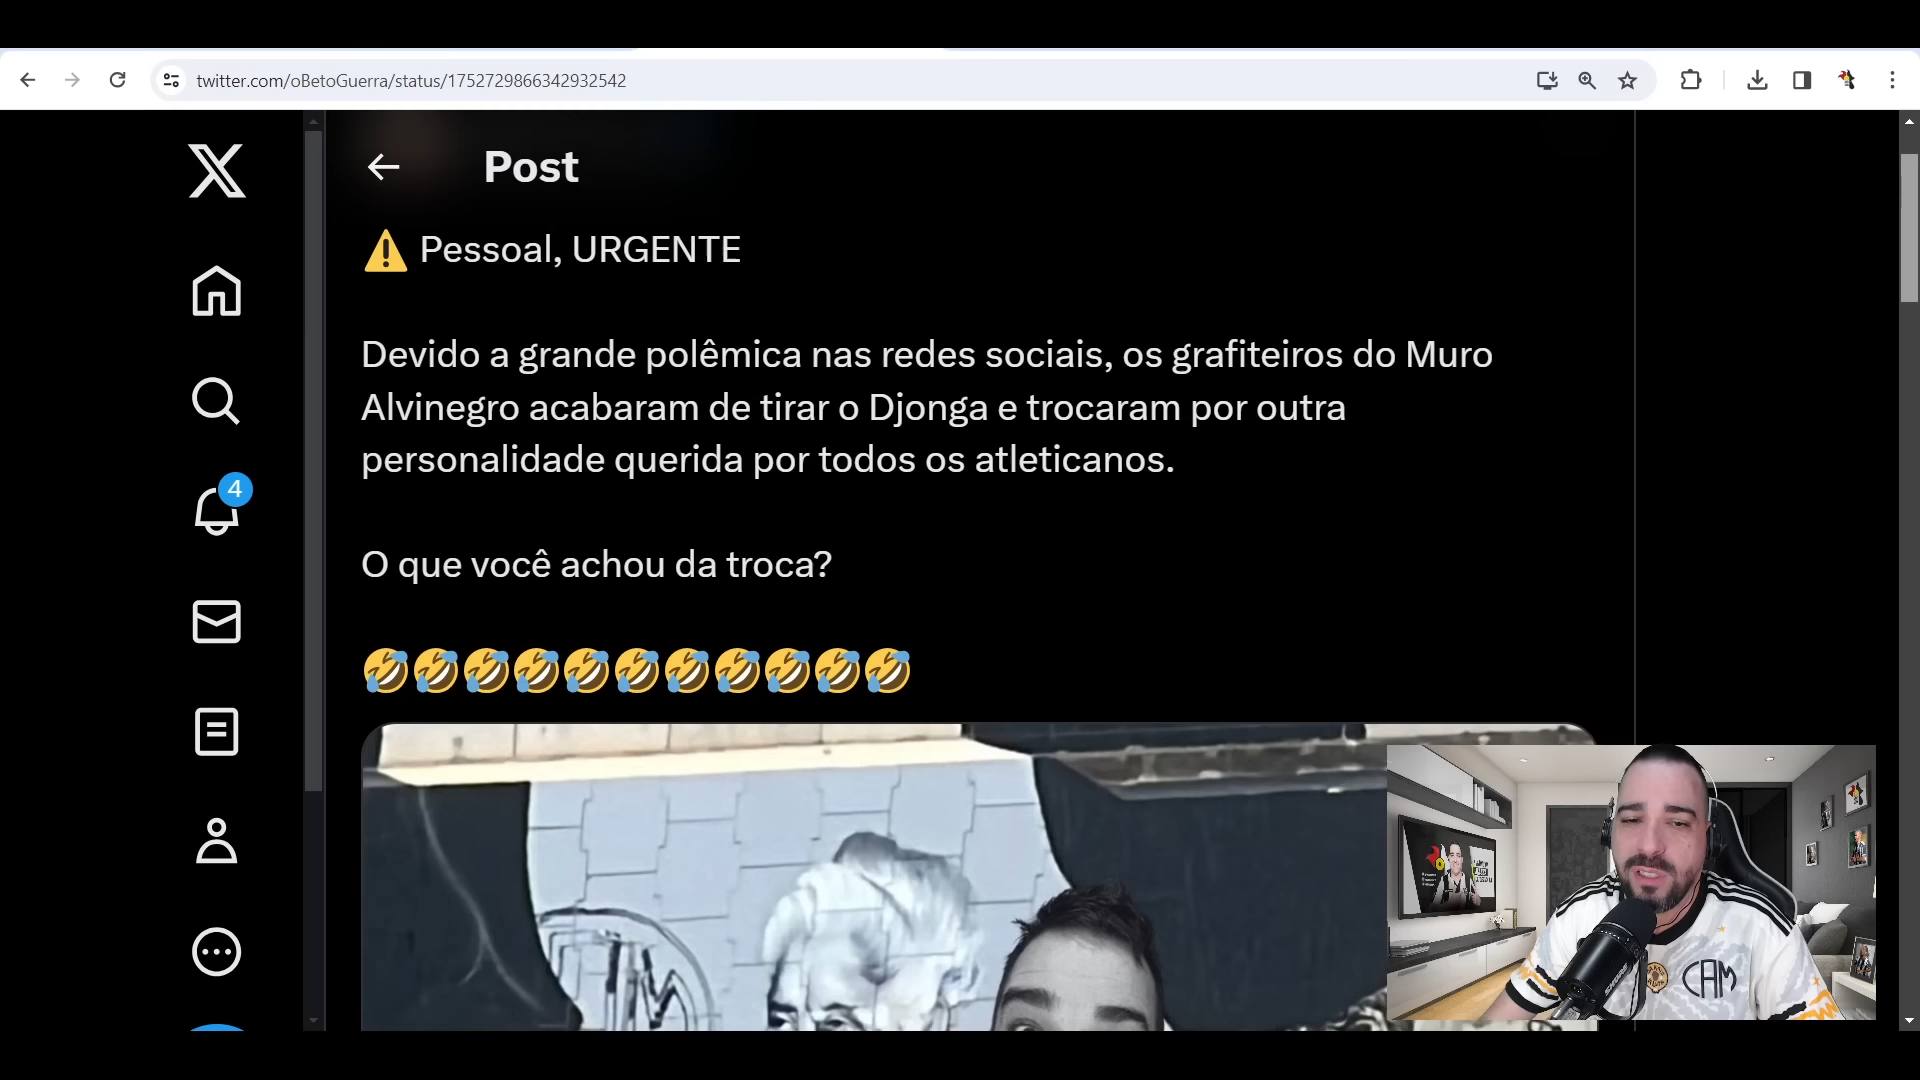 twitter.com/oBetoGuerra/status/1752729866342932542
Post
⚠️ Pessoal, URGENTE
Devido a grande polêmica nas redes sociais, os grafiteiros do Muro
Alvinegro acabaram de tirar o Djonga e trocaram por outra
personalidade querida por todos os atleticanos.
O que você achou da troca?
🤣🤣🤣🤣🤣🤣🤣🤣🤣🤣🤣
4
CAM